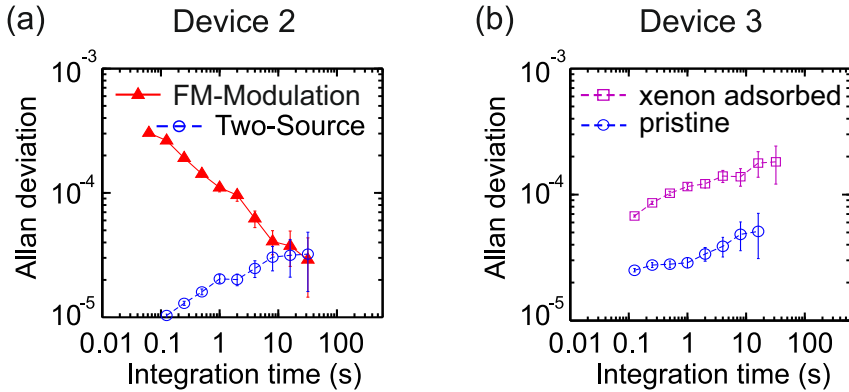 (a) Device 2
10⁻³
FM-Modulation
Two-Source
10⁻⁴
10⁻⁵
Allan deviation
0.01 0.1 1 10 100
Integration time (s)
(b) Device 3
10⁻³
xenon adsorbed
pristine
10⁻⁴
10⁻⁵
Allan deviation
0.01 0.1 1 10 100
Integration time (s)